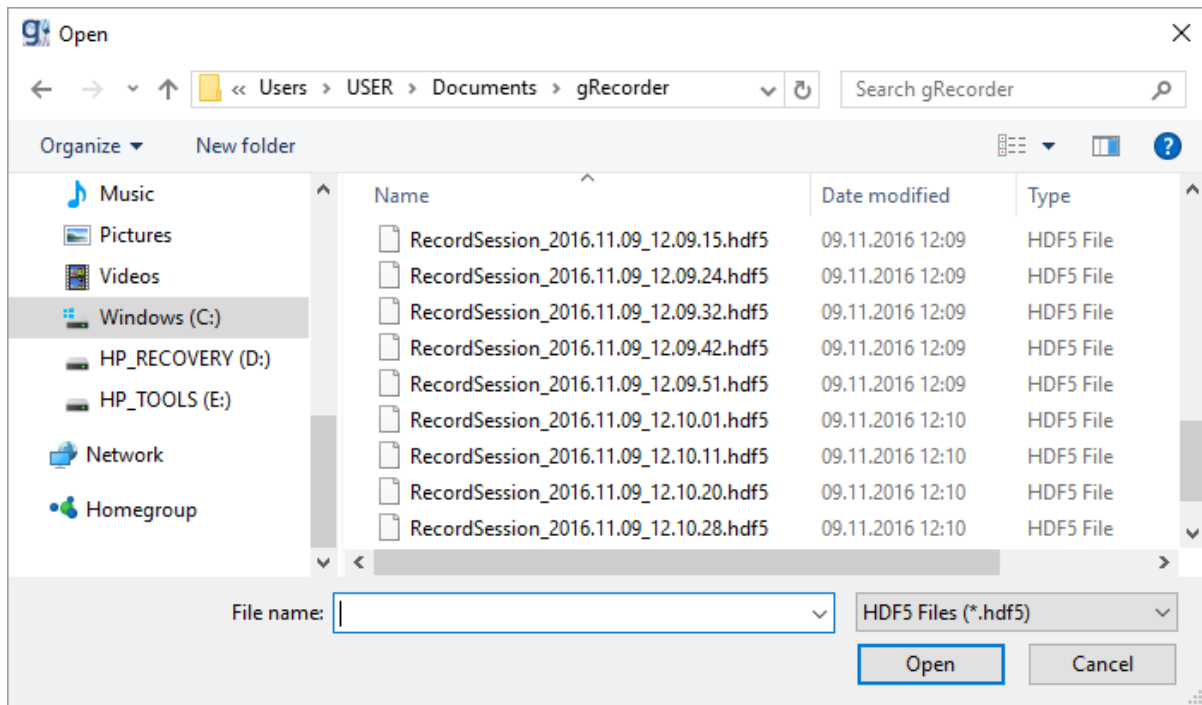 Open
« Users > USER > Documents > gRecorder
Search gRecorder
Organize
New folder
Music
Pictures
Videos
Windows (C:)
HP_RECOVERY (D:)
HP_TOOLS (E:)
Network
Homegroup
Name Date modified Type
RecordSession_2016.11.09_12.09.15.hdf5 09.11.2016 12:09 HDF5 File
RecordSession_2016.11.09_12.09.24.hdf5 09.11.2016 12:09 HDF5 File
RecordSession_2016.11.09_12.09.32.hdf5 09.11.2016 12:09 HDF5 File
RecordSession_2016.11.09_12.09.42.hdf5 09.11.2016 12:09 HDF5 File
RecordSession_2016.11.09_12.09.51.hdf5 09.11.2016 12:09 HDF5 File
RecordSession_2016.11.09_12.10.01.hdf5 09.11.2016 12:10 HDF5 File
RecordSession_2016.11.09_12.10.11.hdf5 09.11.2016 12:10 HDF5 File
RecordSession_2016.11.09_12.10.20.hdf5 09.11.2016 12:10 HDF5 File
RecordSession_2016.11.09_12.10.28.hdf5 09.11.2016 12:10 HDF5 File
File name:
HDF5 Files (*.hdf5)
Open
Cancel